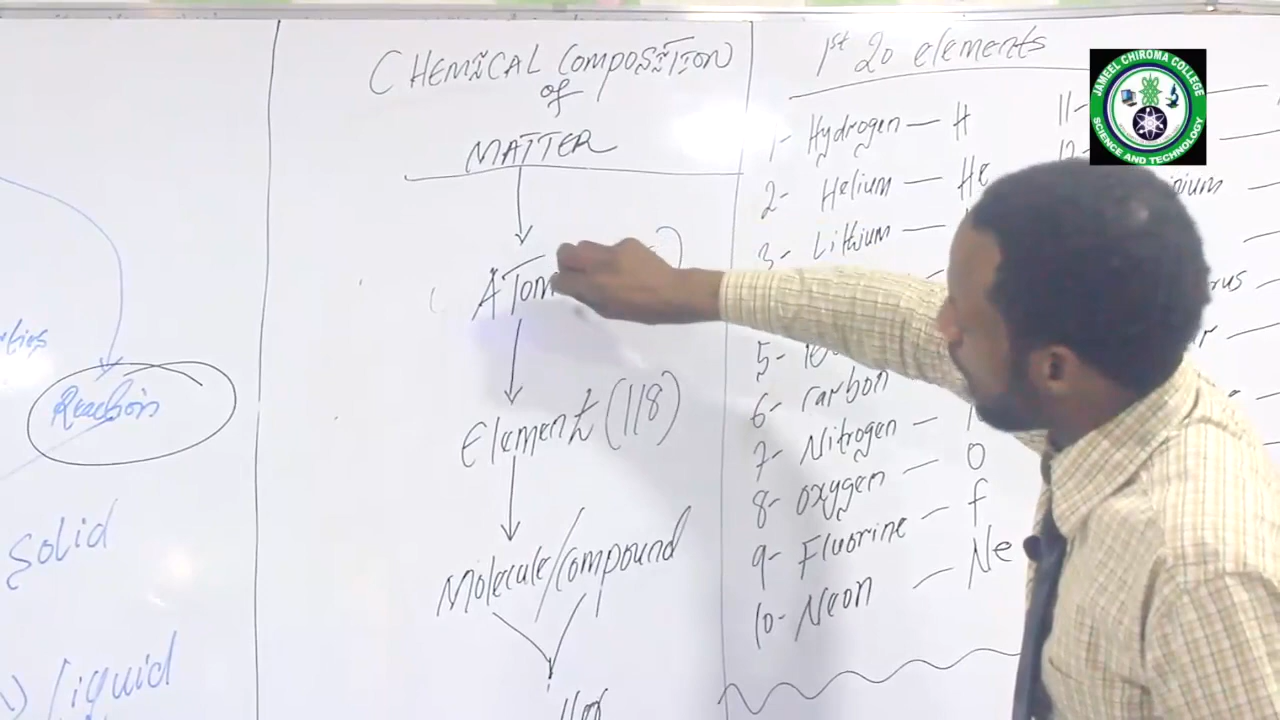 Reaction
Solid
liquid
CHEMICAL COMPOSITION
of
MATTER
ATom
Element (118)
Molecule/compound
1st 20 elements
1- Hydrogen — H
2- Helium — He
3- Lithium
5-
6- carbon
7- Nitrogen —
8- oxygen — O
9- Fluorine — f
10- Neon — Ne
11-
12-
JAMEEL CHIROMA COLLEGE
SCIENCE AND TECHNOLOGY